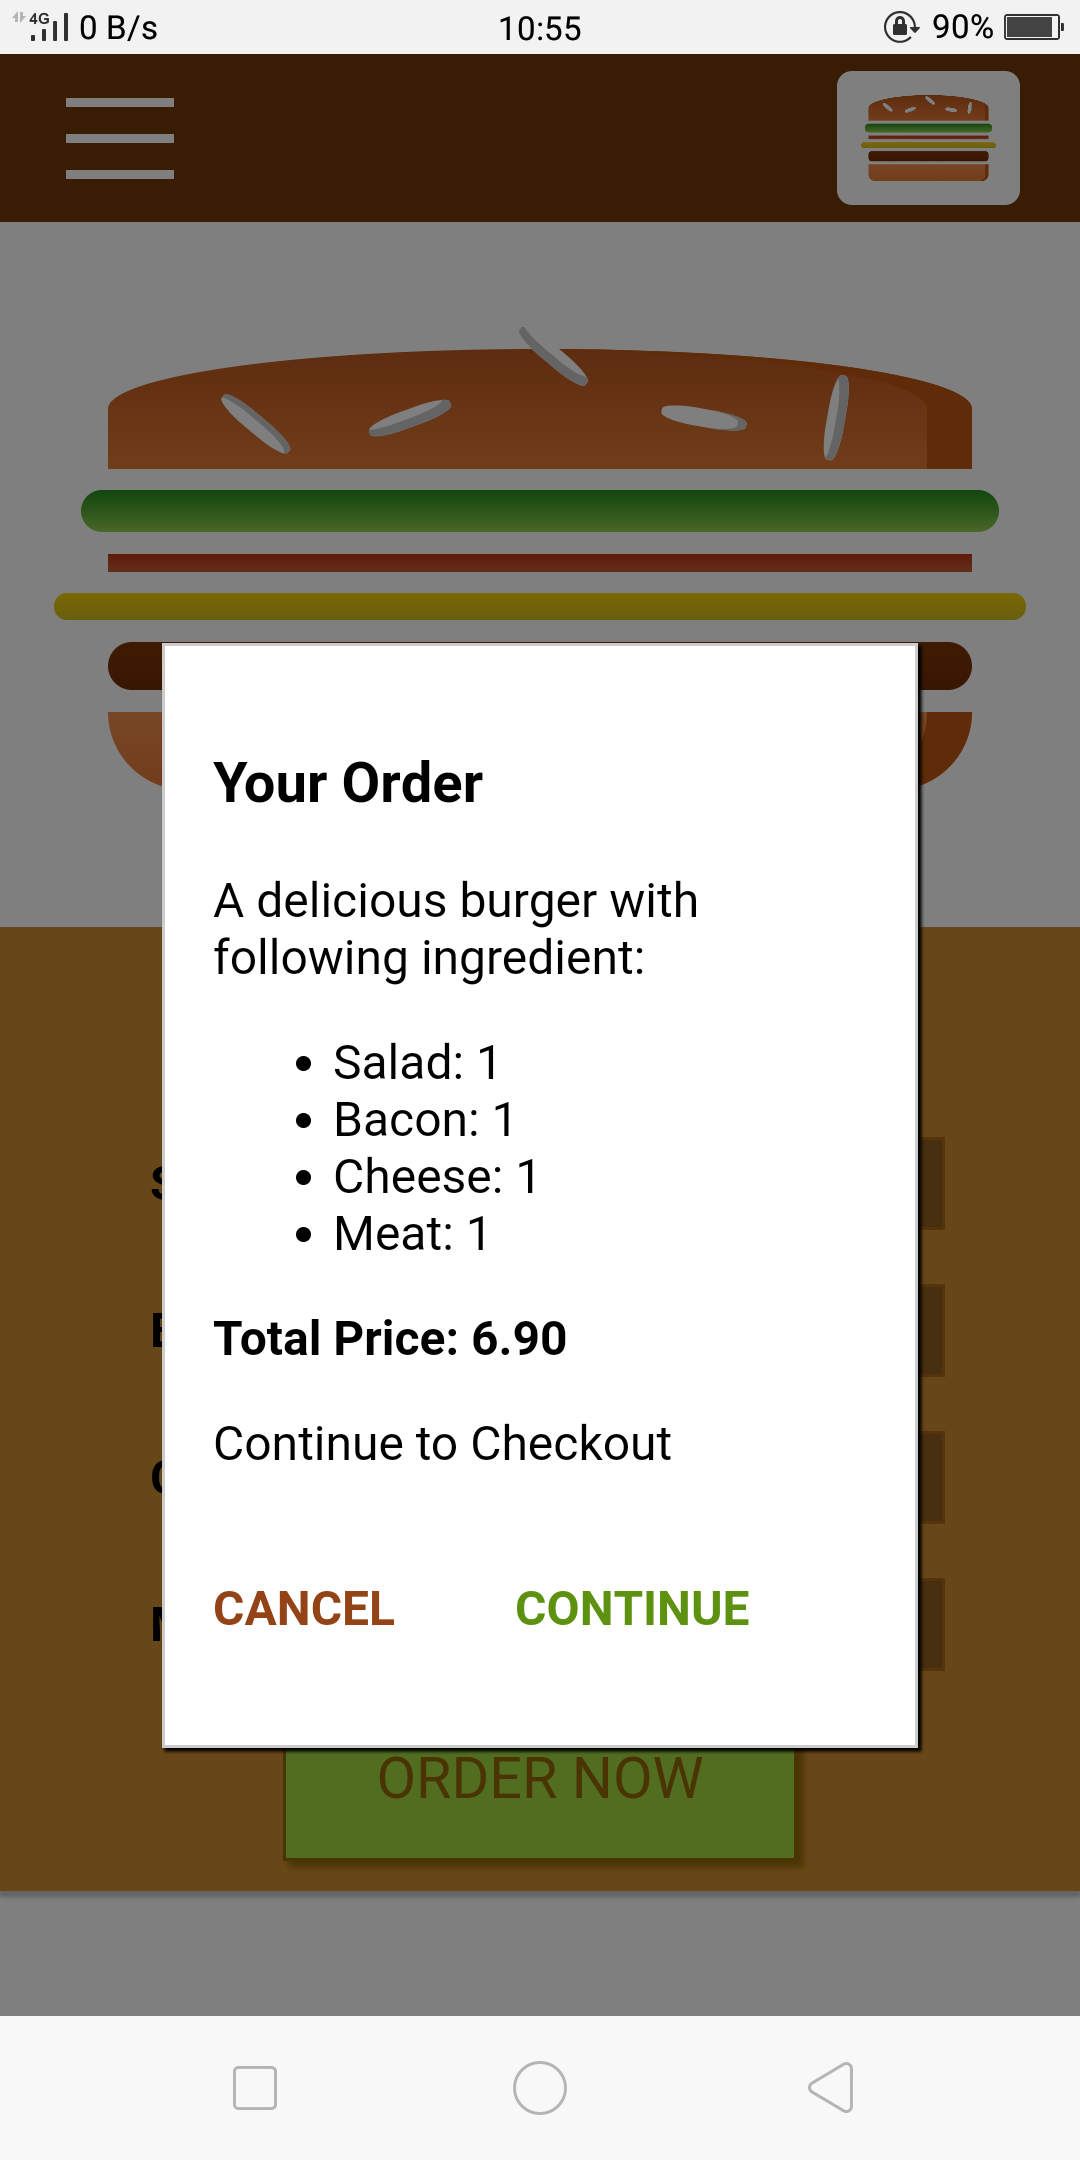 4G 0 B/s 10:55 90%
Your Order
A delicious burger with
following ingredient:
Salad: 1
Bacon: 1
Cheese: 1
Meat: 1
Total Price: 6.90
Continue to Checkout
CANCEL CONTINUE
ORDER NOW